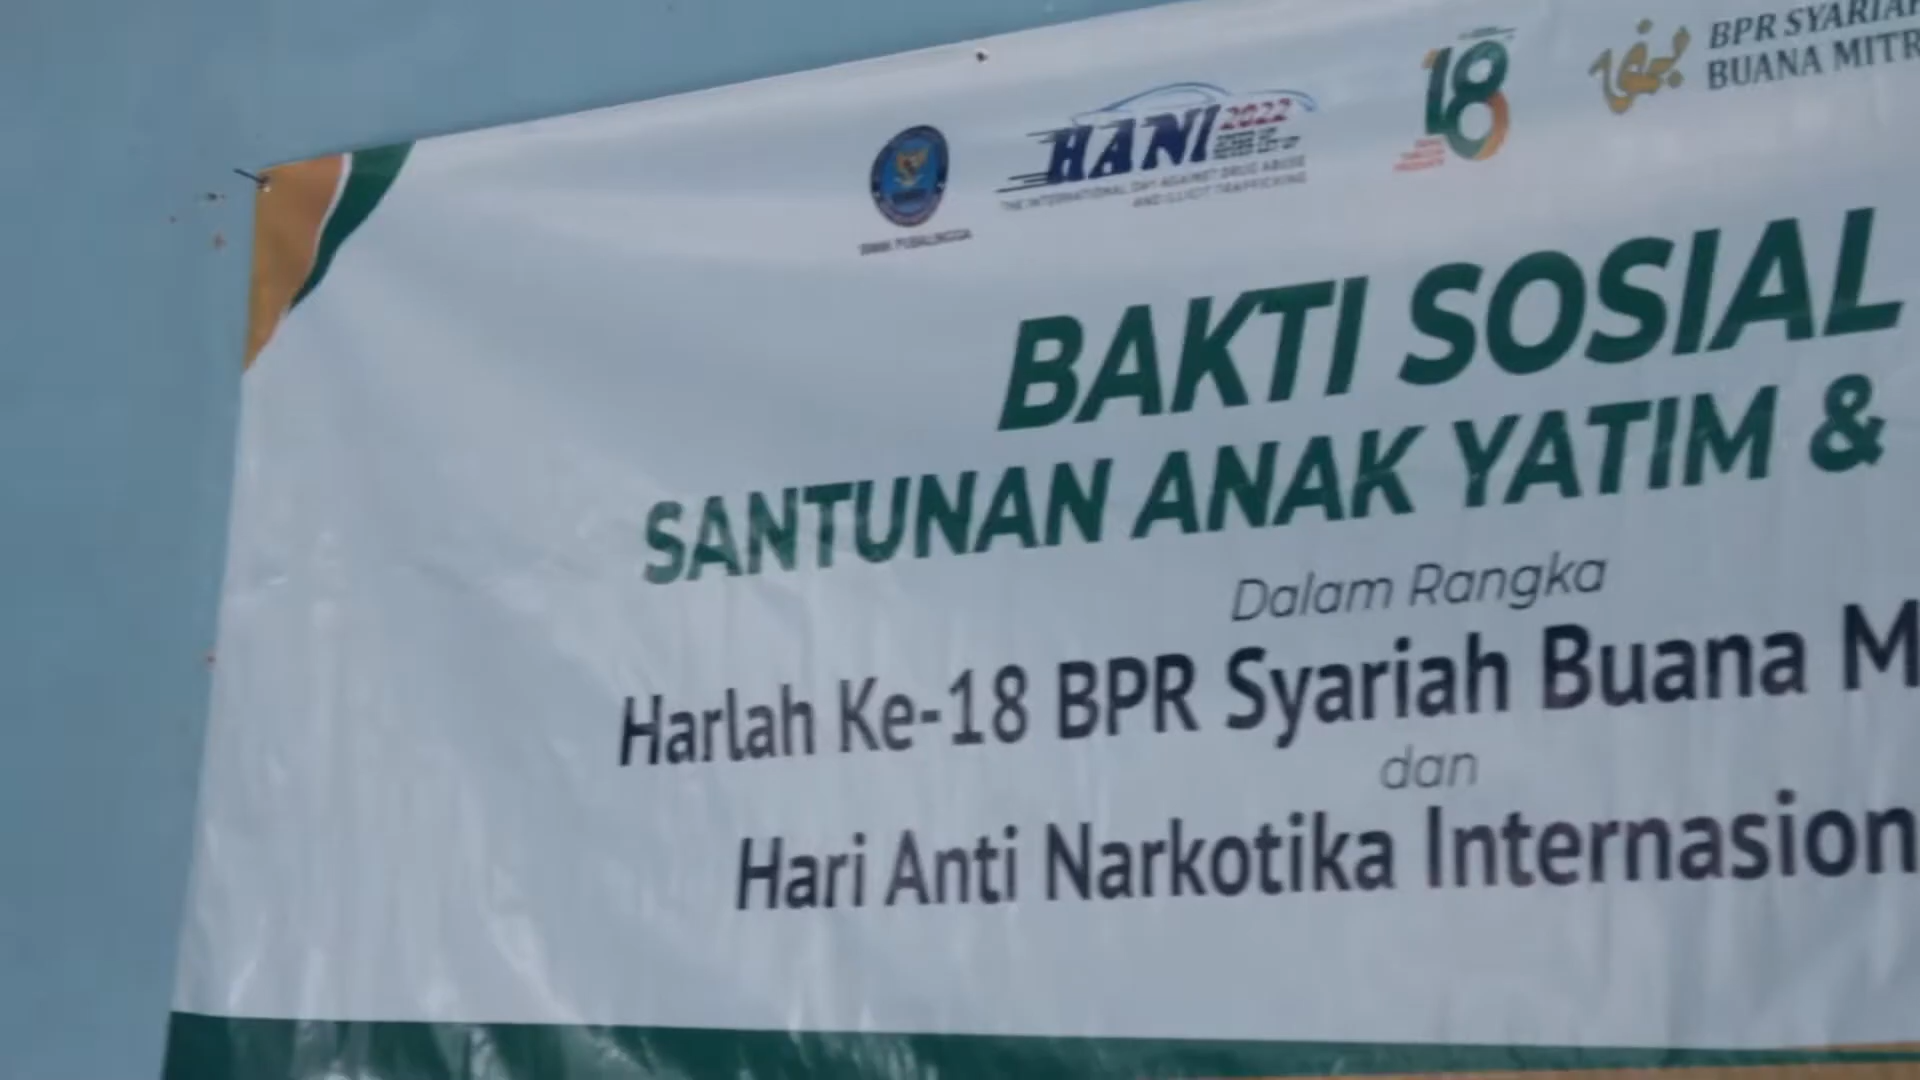 HANI 2022
THE INTERNATIONAL DAY AGAINST DRUG ABUSE
AND ILLICIT TRAFFICKING
18
BPR SYARIAH
BUANA MITR
BAKTI SOSIAL
SANTUNAN ANAK YATIM &
Dalam Rangka
Harlah Ke-18 BPR Syariah Buana M
dan
Hari Anti Narkotika Internasion